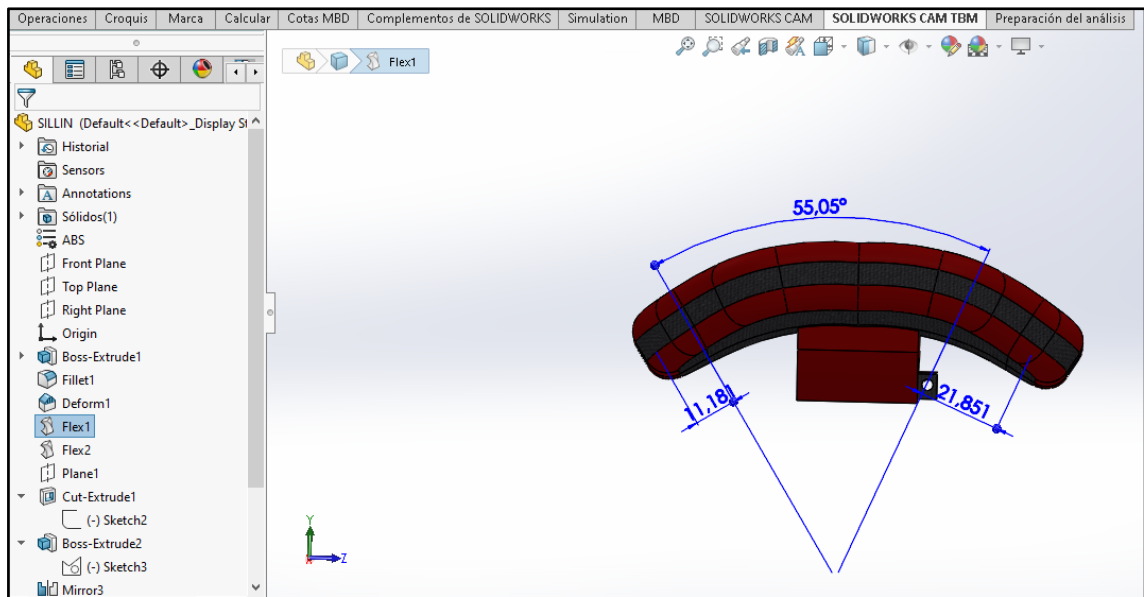 Operaciones Croquis Marca Calcular Cotas MBD Complementos de SOLIDWORKS Simulation MBD SOLIDWORKS CAM SOLIDWORKS CAM TBM Preparación del análisis
Flex1
SILLIN (Default<<Default>_Display St
Historial
Sensors
A Annotations
Sólidos(1)
ABS
Front Plane
Top Plane
Right Plane
Origin
Boss-Extrude1
Fillet1
Deform1
Flex1
Flex2
Plane1
Cut-Extrude1
(-) Sketch2
Boss-Extrude2
(-) Sketch3
Mirror3
55,05°
11,181
21,851
Y
Z